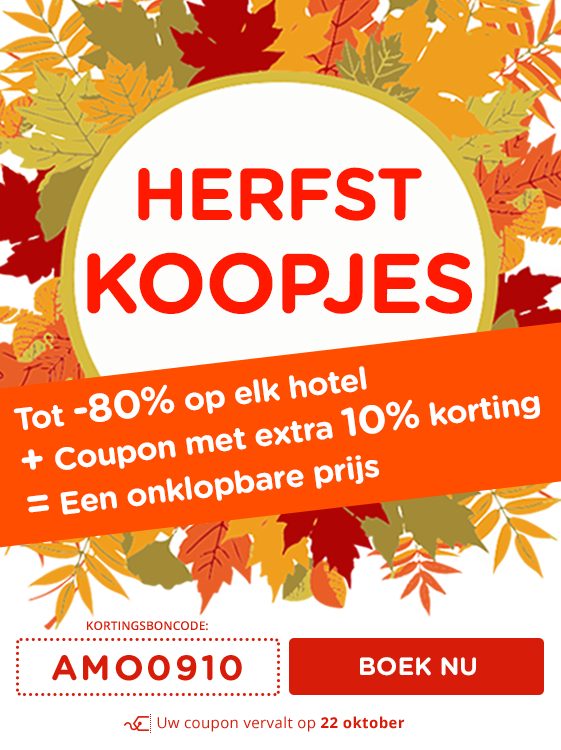 HERFST
KOOPJES
Tot -80% op elk hotel
+ Coupon met extra 10% korting
= Een onklopbare prijs
KORTINGSBONCODE:
AMO0910
BOEK NU
Uw coupon vervalt op 22 oktober